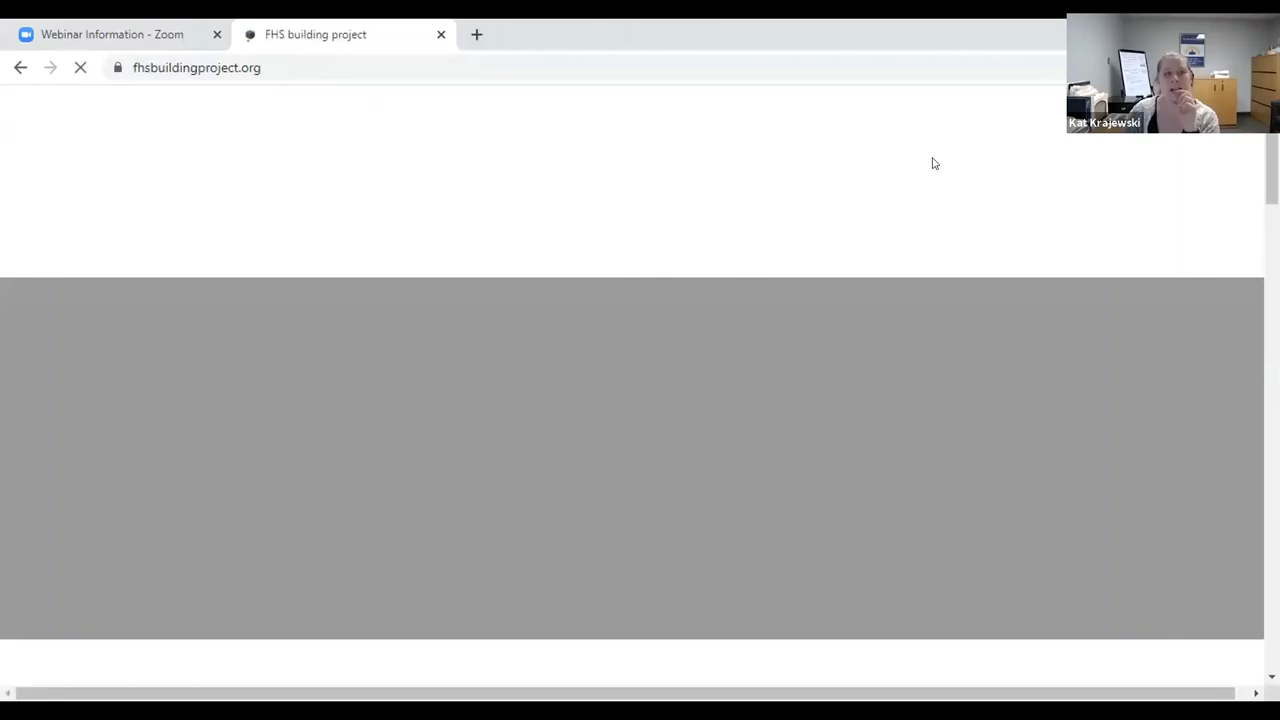 Webinar Information - Zoom
FHS building project
fhsbuildingproject.org
Kat Krajewski